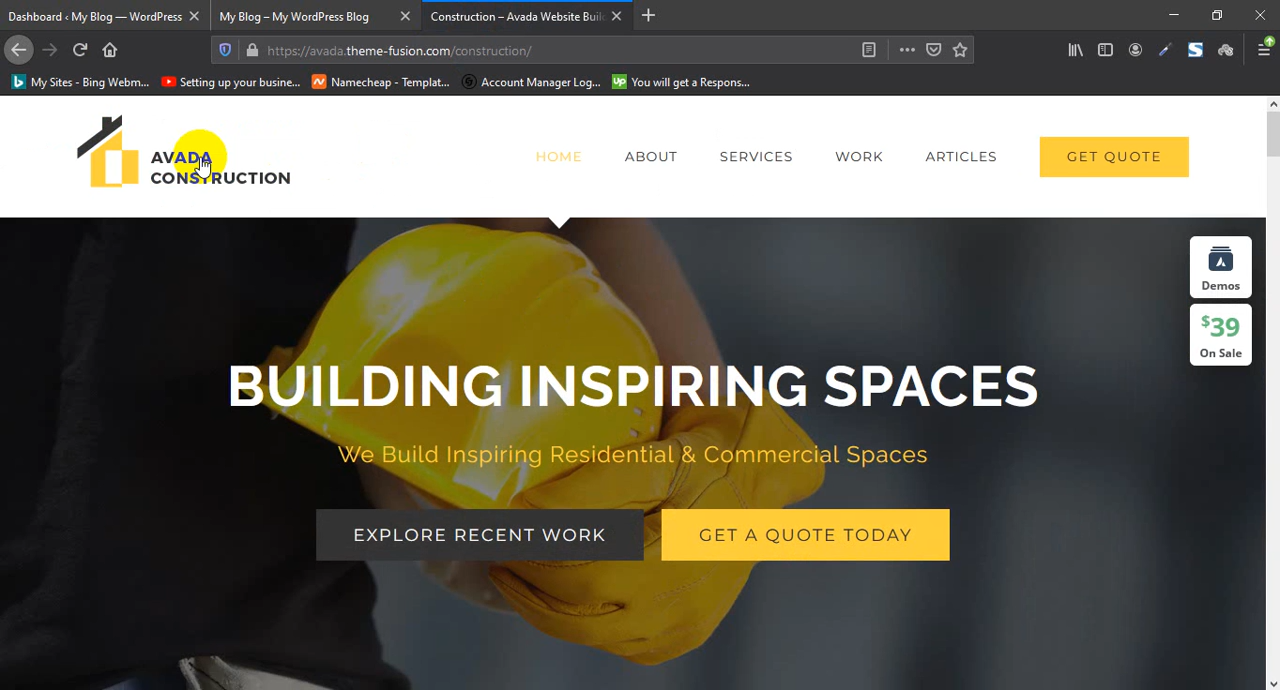 Dashboard ‹ My Blog — WordPress
My Blog – My WordPress Blog
Construction – Avada Website Buil
https://avada.theme-fusion.com/construction/
My Sites - Bing Webm...
Setting up your busine...
Namecheap - Templat...
Account Manager Log...
up
You will get a Respons...
AVADA
CONSTRUCTION
HOME
ABOUT
SERVICES
WORK
ARTICLES
GET QUOTE
Demos
$39
On Sale
BUILDING INSPIRING SPACES
We Build Inspiring Residential & Commercial Spaces
EXPLORE RECENT WORK
GET A QUOTE TODAY